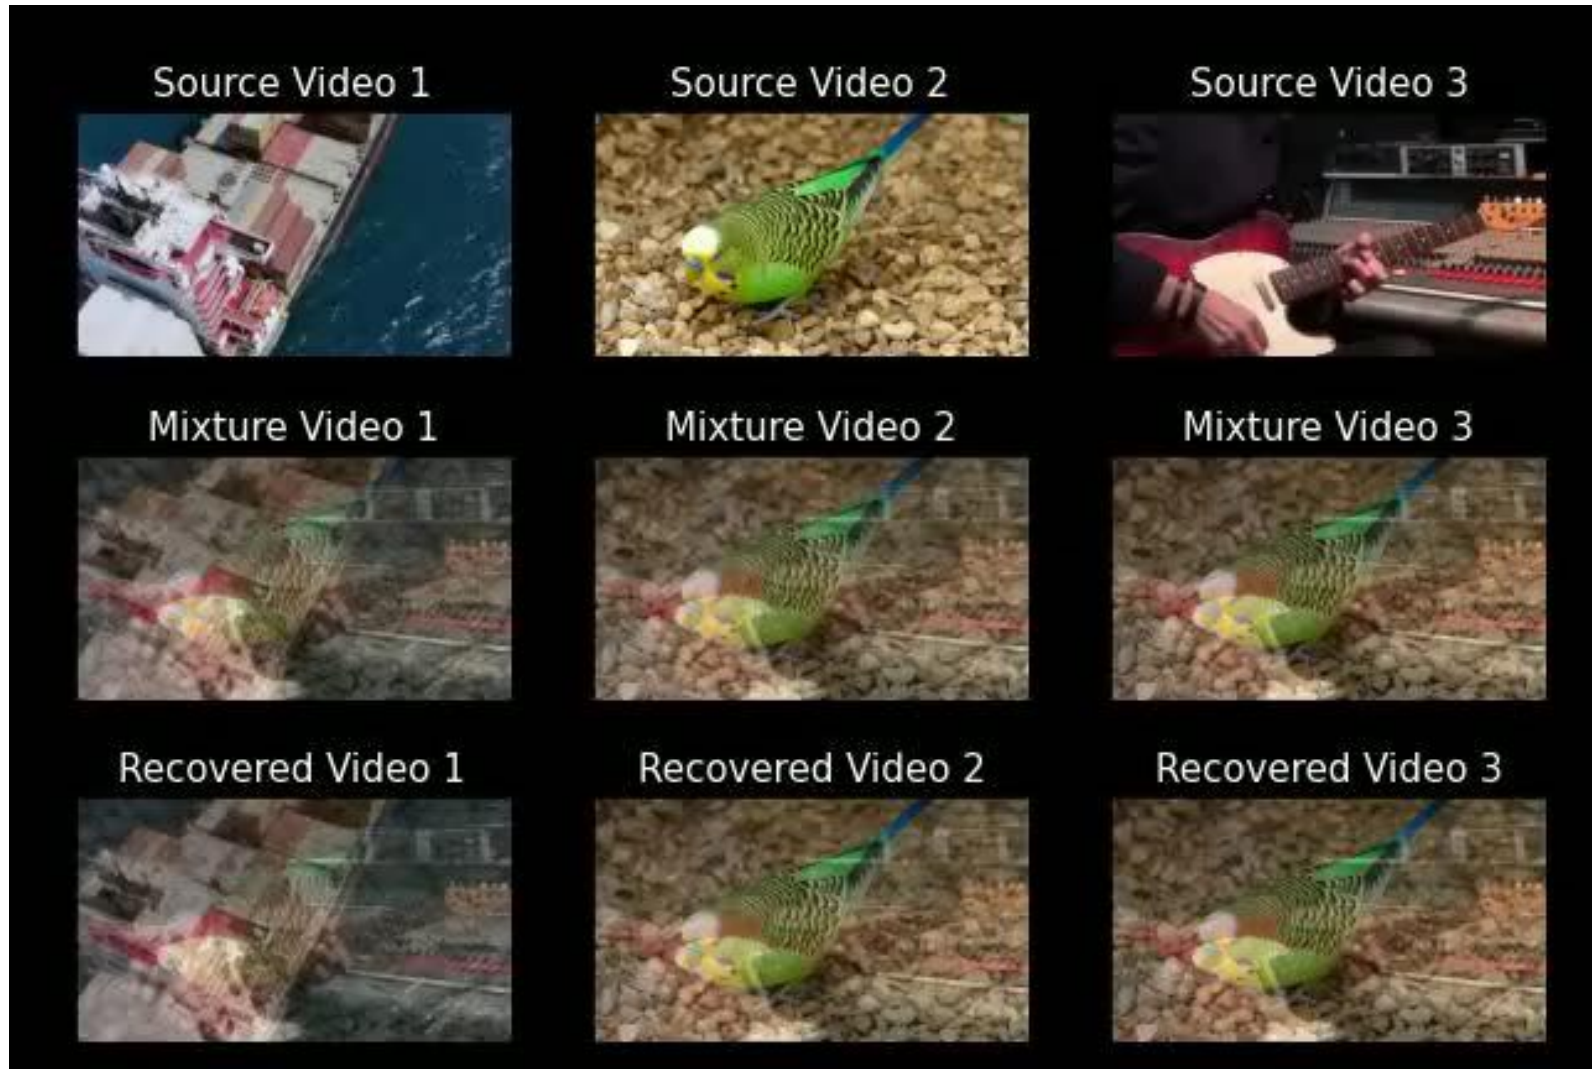 Source Video 1
Source Video 2
Source Video 3
Mixture Video 1
Mixture Video 2
Mixture Video 3
Recovered Video 1
Recovered Video 2
Recovered Video 3